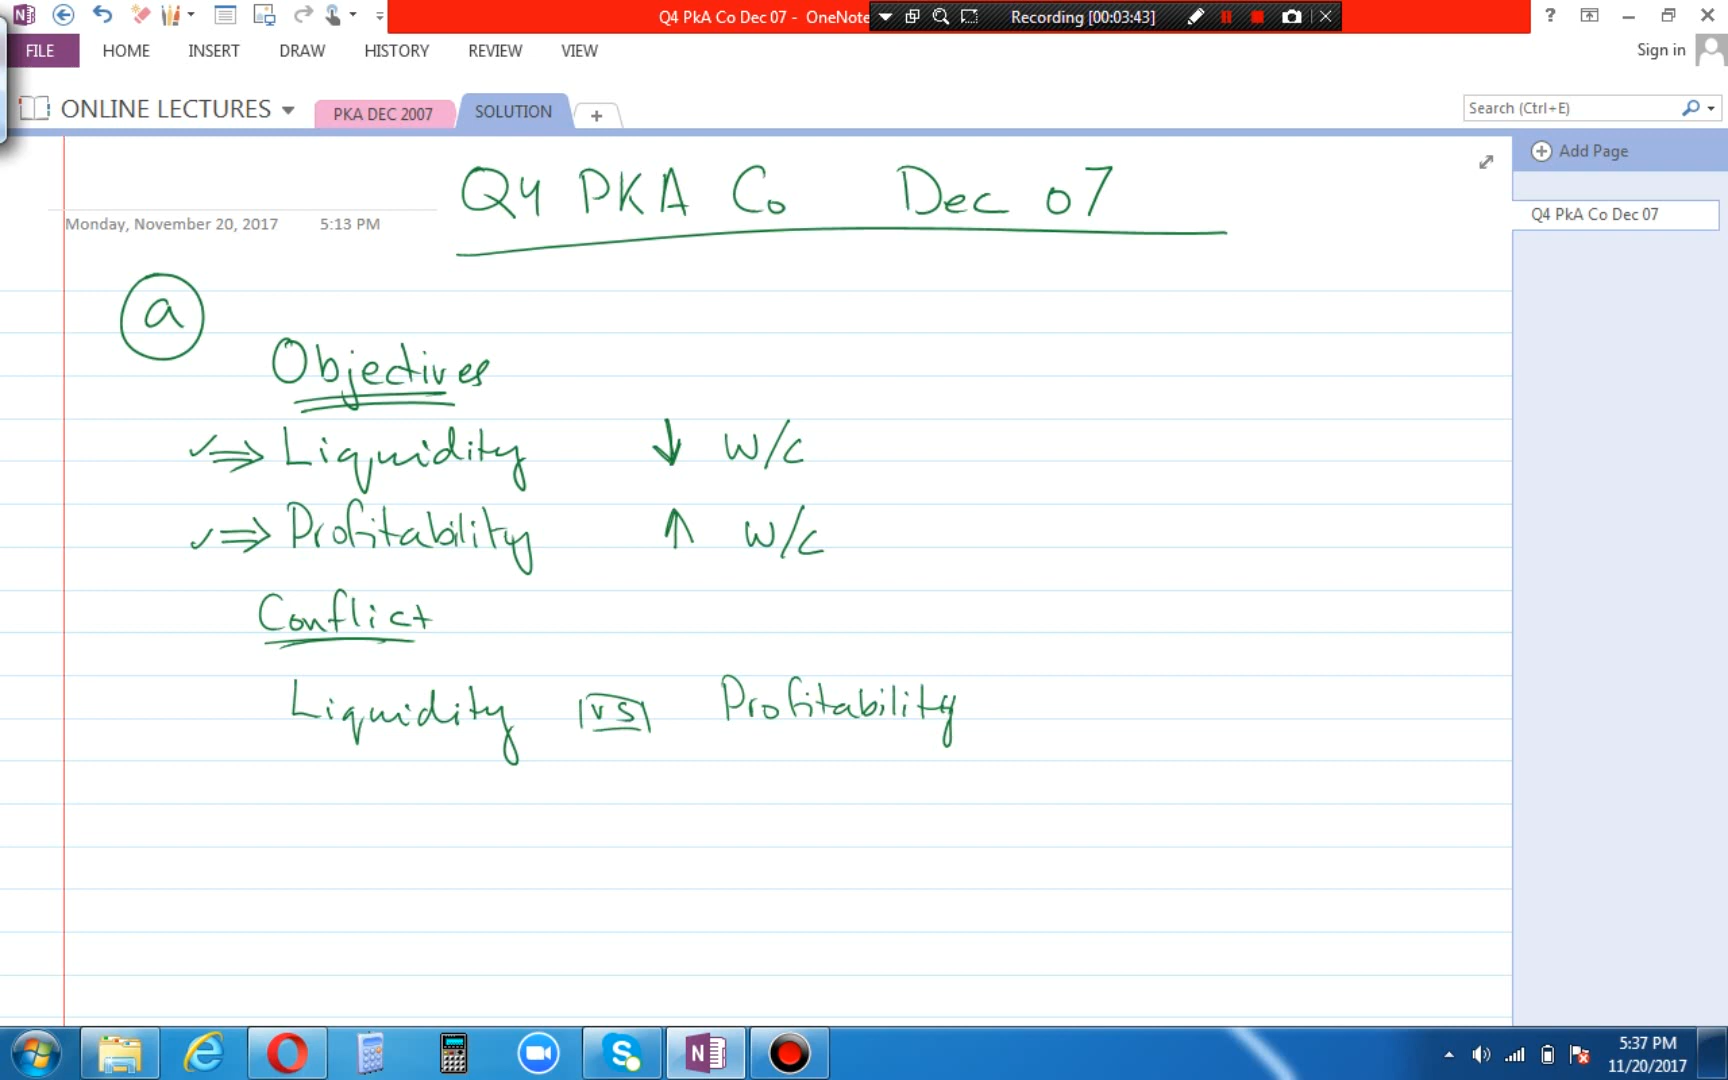 Q4 PkA Co Dec 07 - OneNote
Recording [00:03:43]
?
FILE HOME INSERT DRAW HISTORY REVIEW VIEW
Sign in
ONLINE LECTURES
PKA DEC 2007
SOLUTION
Search (Ctrl+E)
Add Page
Q4 PkA Co Dec 07
Q4 PKA Co Dec 07
Monday, November 20, 2017 5:13 PM
a
Objectives
✓⇒ Liquidity ↓ W/C
✓⇒ Profitability ↑ W/C
Conflict
Liquidity vs Profitability
5:37 PM
11/20/2017